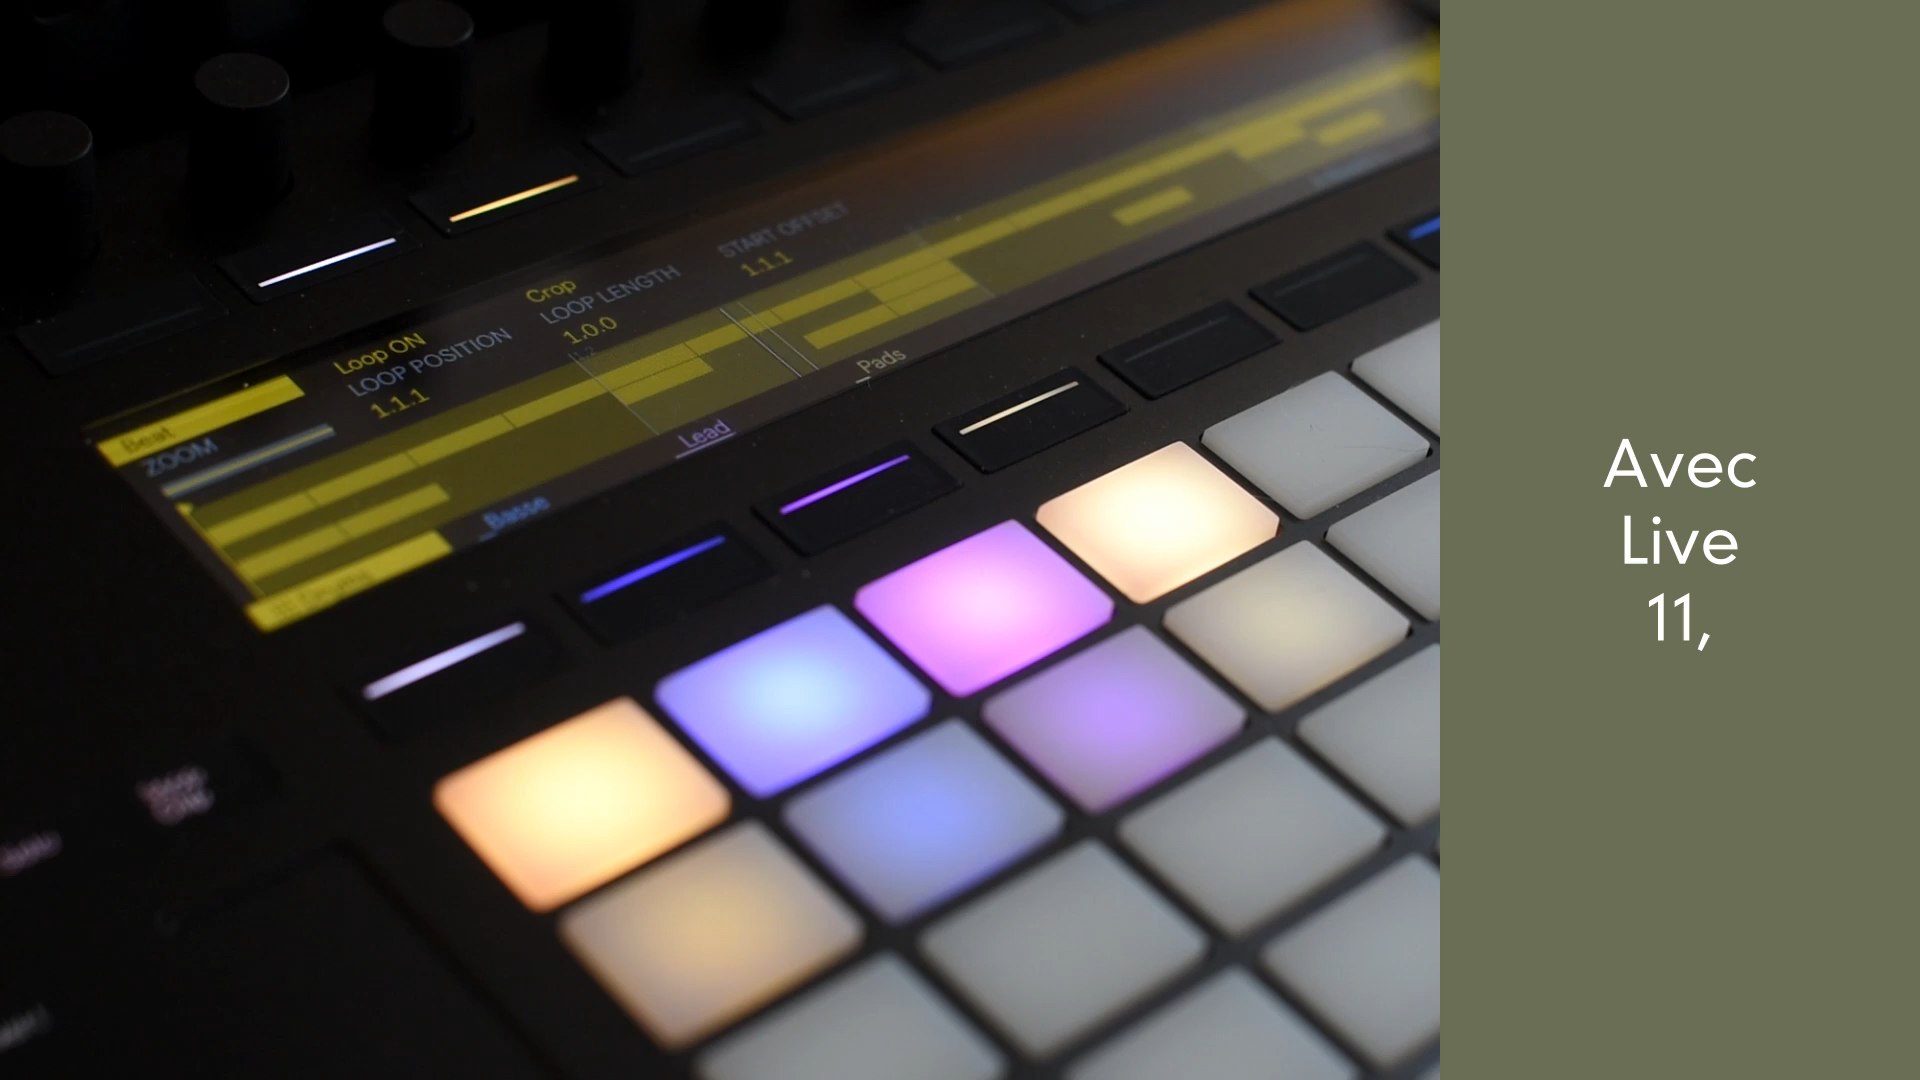 Beat
ZOOM
Loop ON
LOOP POSITION
1.1.1
Crop
LOOP LENGTH
1.0.0
START OFFSET
1.1.1
Basse
Lead
Pads
Avec
Live
11,